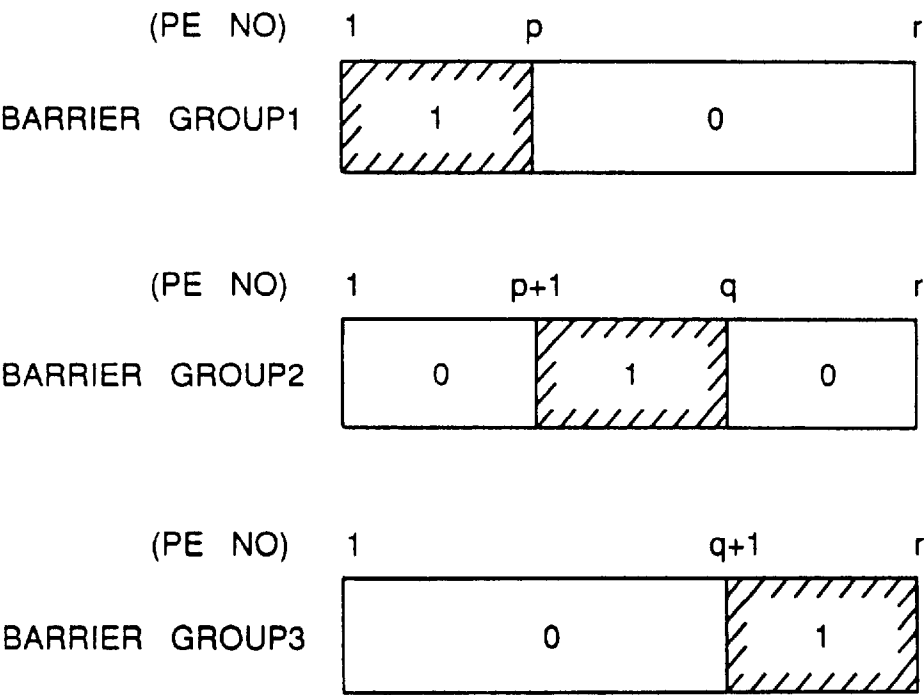 (PE NO) 1 p r
BARRIER GROUP1 1 0
(PE NO) 1 p+1 q r
BARRIER GROUP2 0 1 0
(PE NO) 1 q+1 r
BARRIER GROUP3 0 1